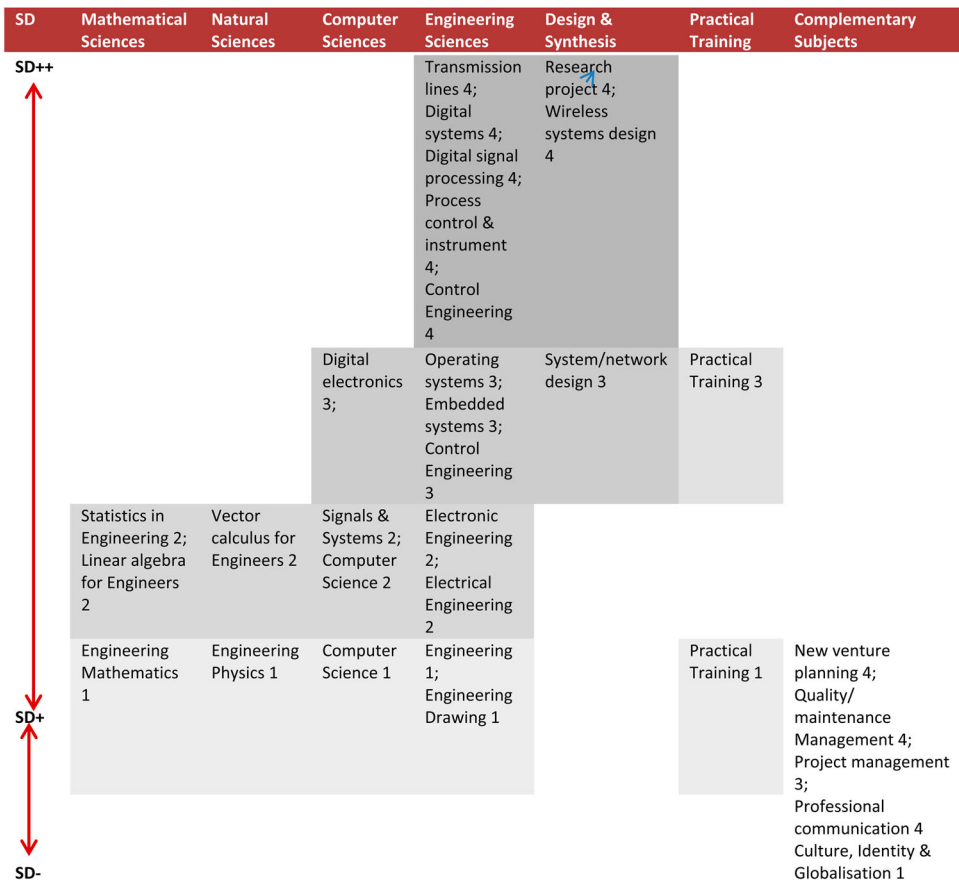 SD
Mathematical
Sciences
Natural
Sciences
Computer
Sciences
Engineering
Sciences
Design &
Synthesis
Practical
Training
Complementary
Subjects
SD++
Transmission
lines 4;
Digital
systems 4;
Digital signal
processing 4;
Process
control &
instrument
4;
Control
Engineering
4
Research
project 4;
Wireless
systems design
4
Digital
electronics
3;
Operating
systems 3;
Embedded
systems 3;
Control
Engineering
3
System/network
design 3
Practical
Training 3
Statistics in
Engineering 2;
Linear algebra
for Engineers
2
Vector
calculus for
Engineers 2
Signals &
Systems 2;
Computer
Science 2
Electronic
Engineering
2;
Electrical
Engineering
2
Engineering
Mathematics
1
Engineering
Physics 1
Computer
Science 1
Engineering
1;
Engineering
Drawing 1
Practical
Training 1
New venture
planning 4;
Quality/
maintenance
Management 4;
Project management
3;
Professional
communication 4
Culture, Identity &
Globalisation 1
SD+
SD-